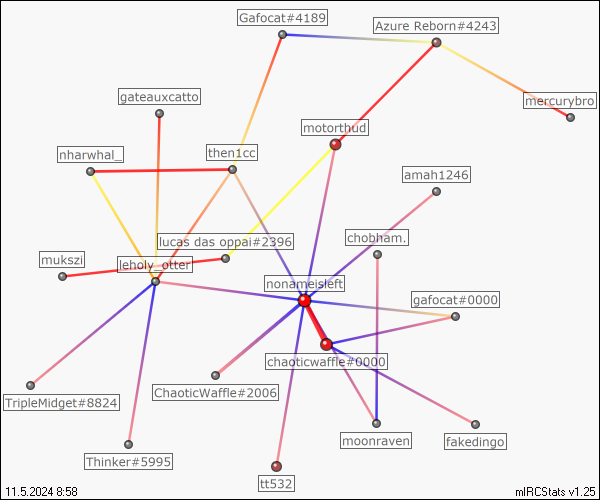 Gafocat#4189
Azure Reborn#4243
gateauxcatto
mercurybro
motorthud
nharwhal_
then1cc
amah1246
lucas das oppai#2396
chobham.
mukszi
leholy_otter
nonameisleft
gafocat#0000
chaoticwaffle#0000
ChaoticWaffle#2006
TripleMidget#8824
moonraven
fakedingo
Thinker#5995
tt532
11.5.2024 8:58
mIRCStats v1.25